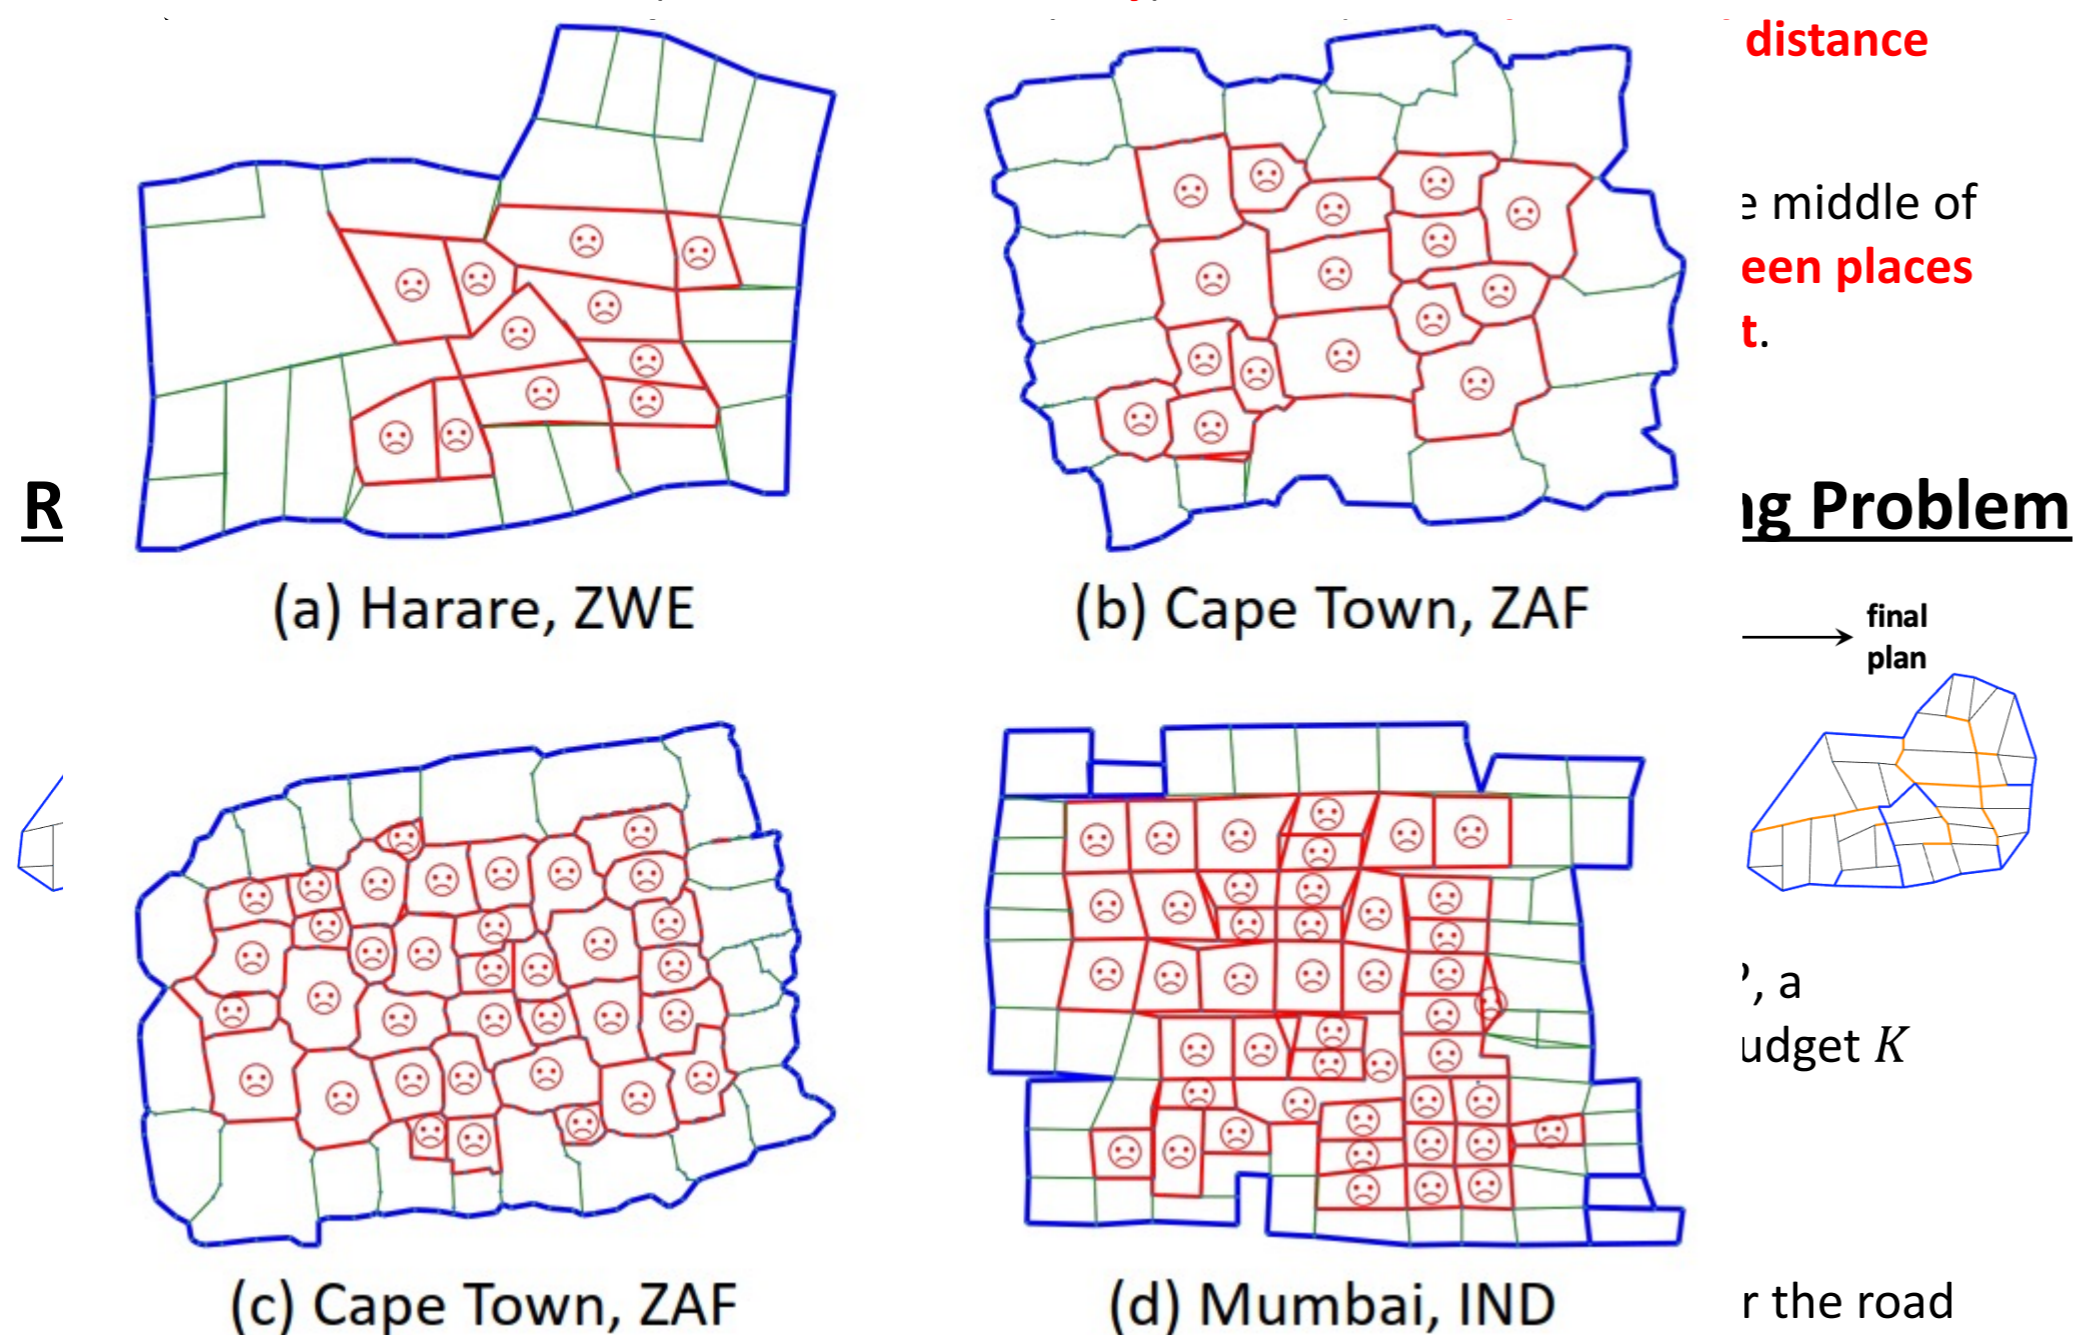 distance
middle of
een places
t.
(a) Harare, ZWE
(b) Cape Town, ZAF
R
ng Problem
final
plan
, a
udget K
(c) Cape Town, ZAF
(d) Mumbai, IND
r the road